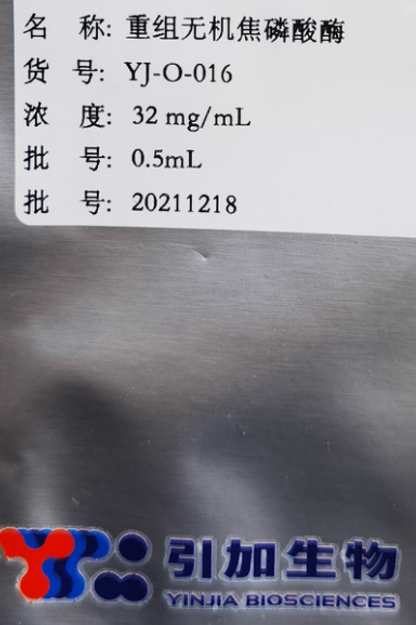 名 称: 重组无机焦磷酸酶
货 号: YJ-O-016
浓 度: 32 mg/mL
批 号: 0.5mL
批 号: 20211218
引加生物
YINJIA BIOSCIENCES